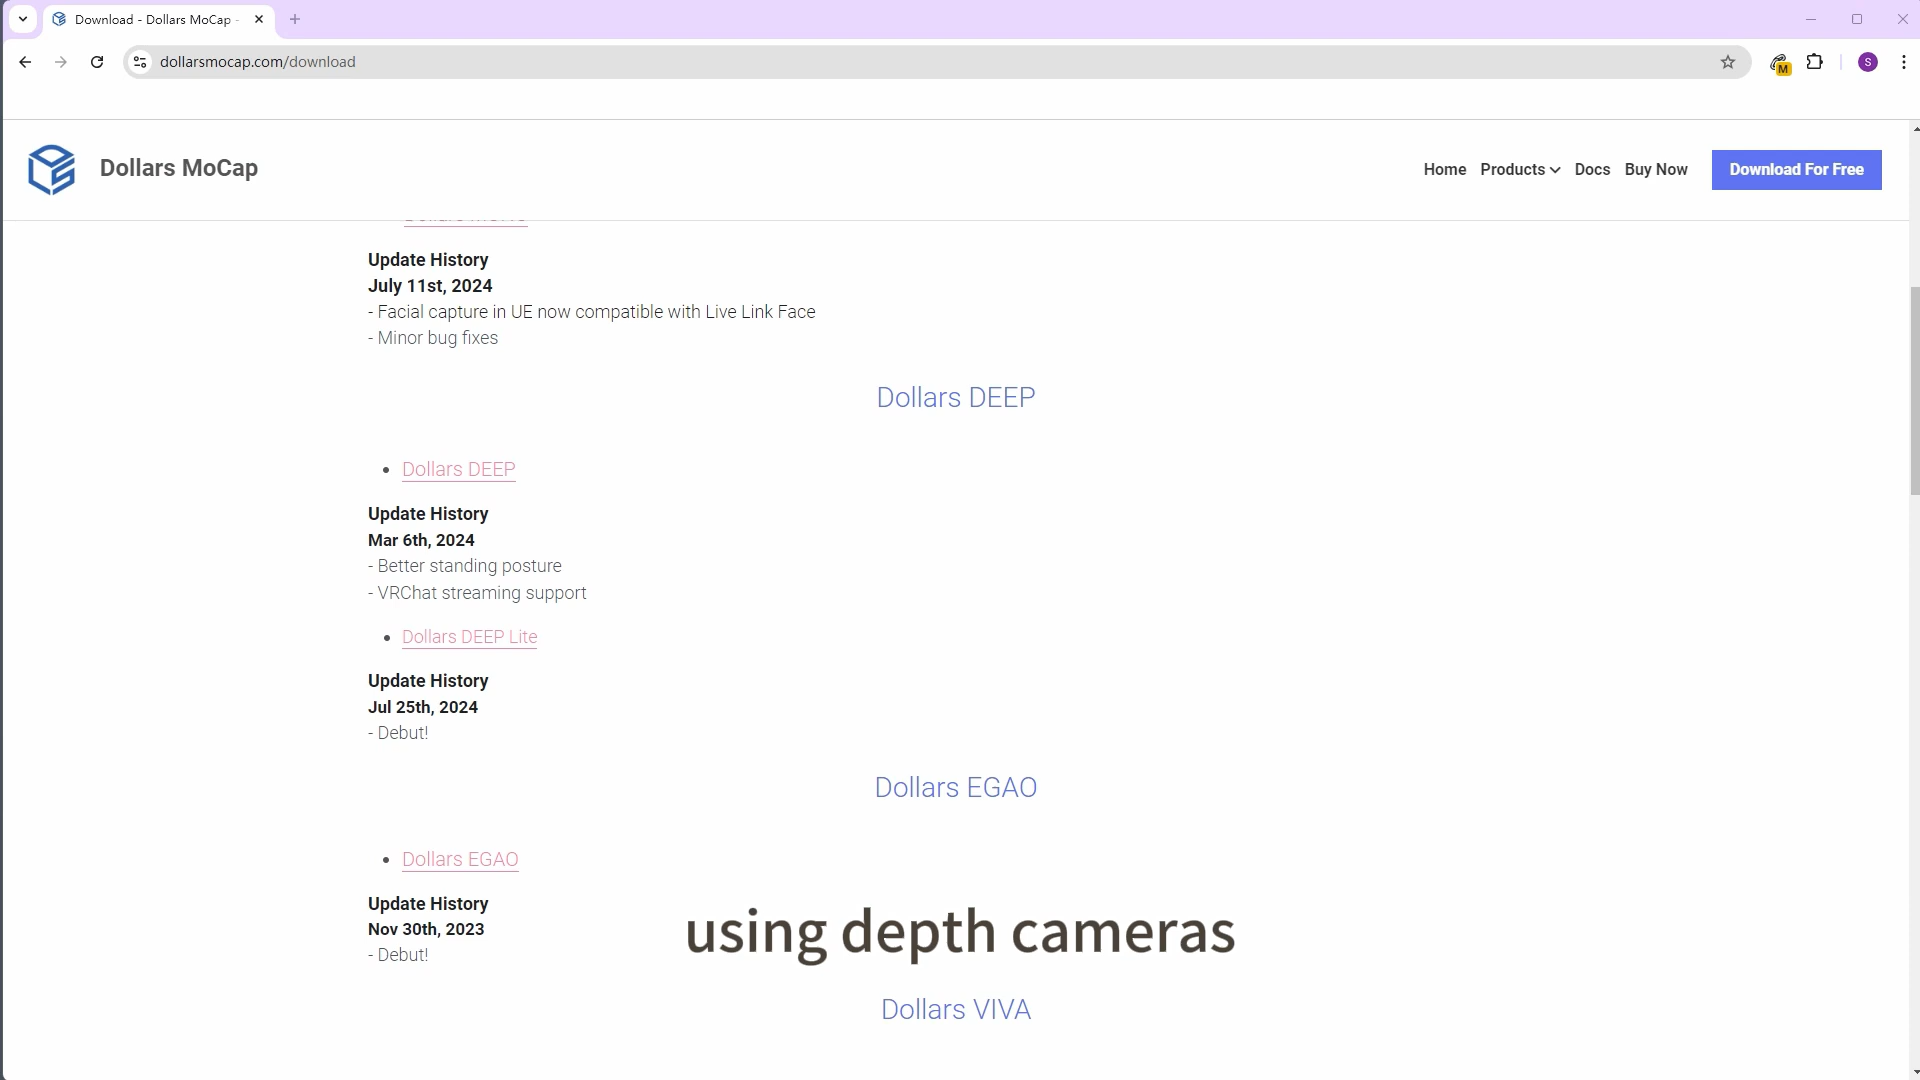 Download - Dollars MoCap -
dollarsmocap.com/download
M
S
Dollars MoCap
Home
Products
Docs
Buy Now
Download For Free
Update History
July 11st, 2024
- Facial capture in UE now compatible with Live Link Face
- Minor bug fixes
Dollars DEEP
Dollars DEEP
Update History
Mar 6th, 2024
- Better standing posture
- VRChat streaming support
Dollars DEEP Lite
Update History
Jul 25th, 2024
- Debut!
Dollars EGAO
Dollars EGAO
Update History
Nov 30th, 2023
- Debut!
using depth cameras
Dollars VIVA